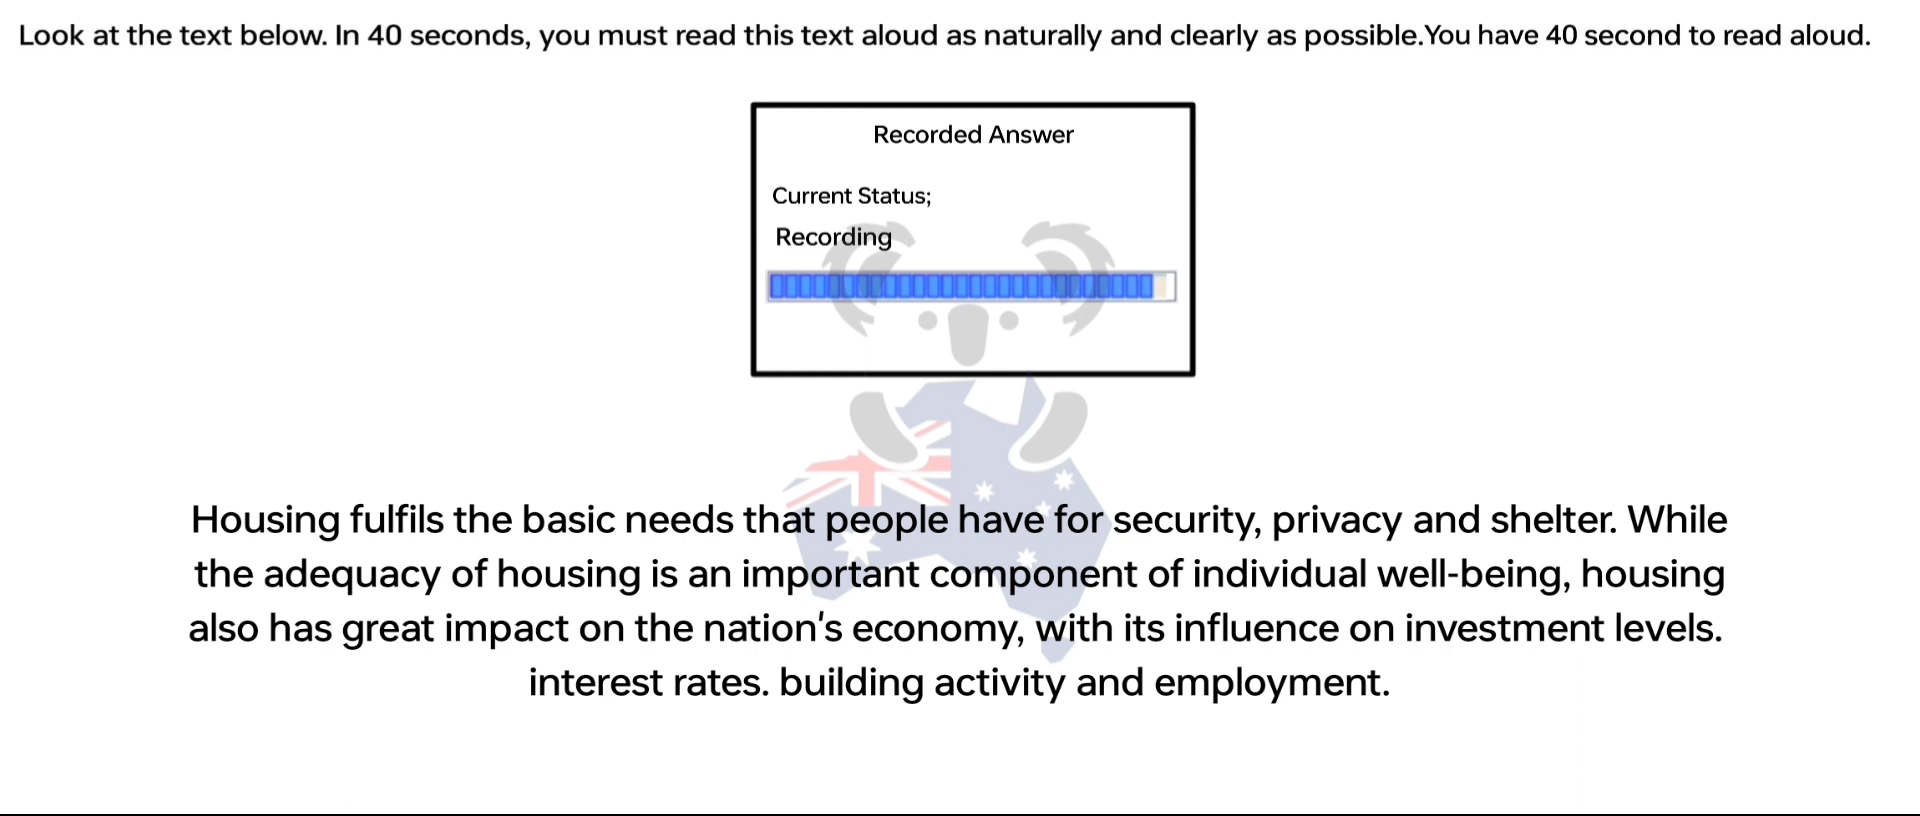 Look at the text below. In 40 seconds, you must read this text aloud as naturally and clearly as possible.You have 40 second to read aloud.
Recorded Answer
Current Status;
Recording
Housing fulfils the basic needs that people have for security, privacy and shelter. While
the adequacy of housing is an important component of individual well-being, housing
also has great impact on the nation's economy, with its influence on investment levels.
interest rates. building activity and employment.